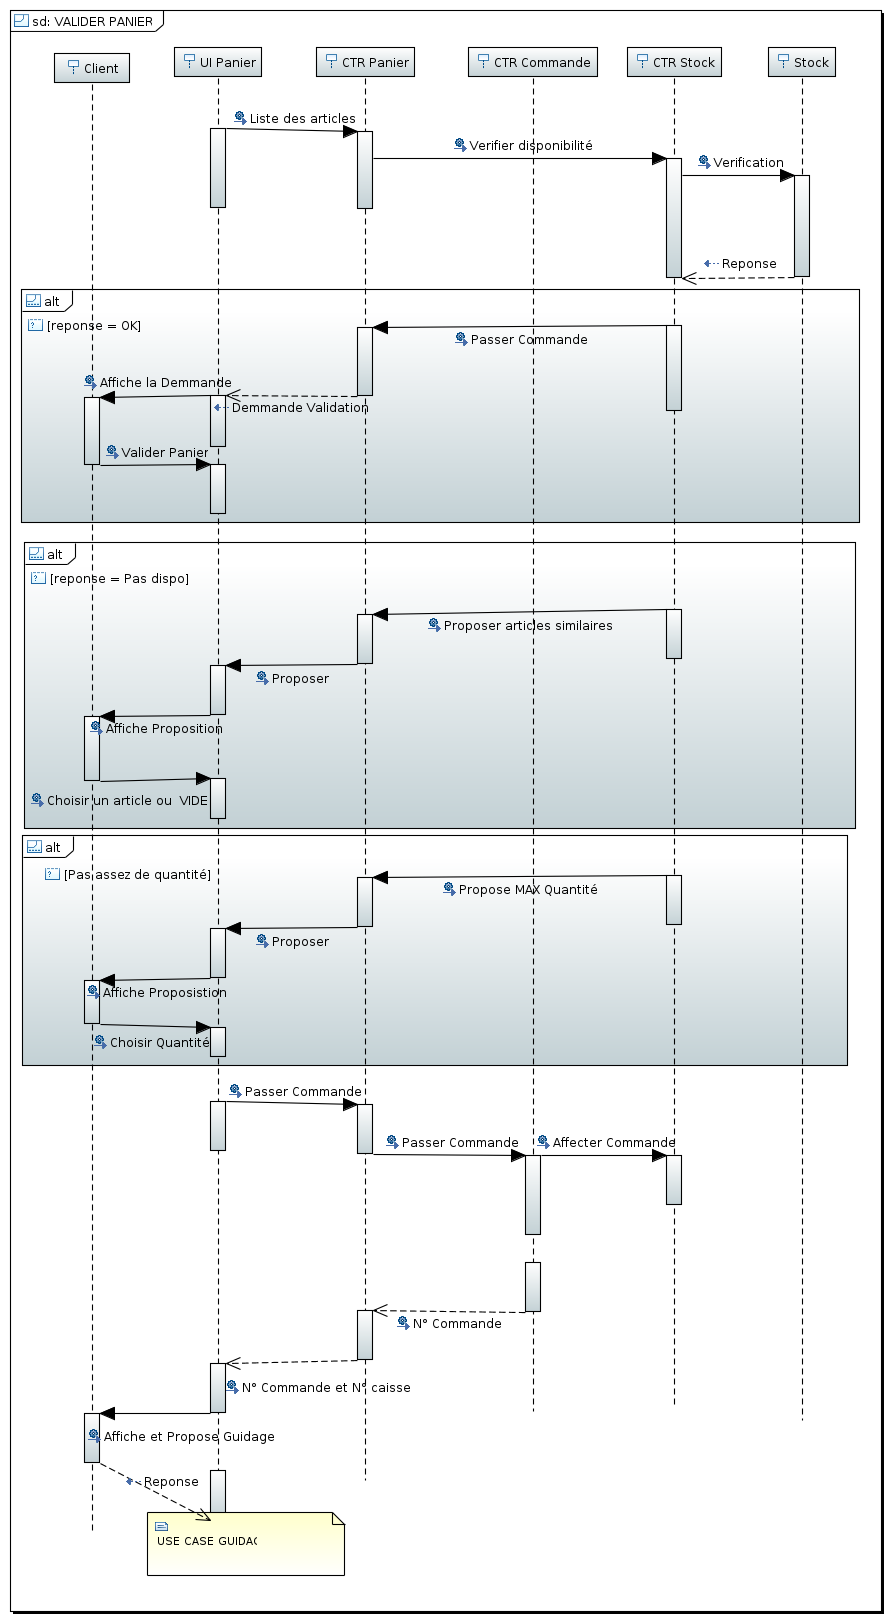 sd: VALIDER PANIER
Client
UI Panier
CTR Panier
CTR Commande
CTR Stock
Stock
Liste des articles
Verifier disponibilité
Verification
Reponse
alt
[reponse = OK]
Passer Commande
Affiche la Demmande
Demmande Validation
Valider Panier
alt
[reponse = Pas dispo]
Proposer articles similaires
Proposer
Affiche Proposition
Choisir un article ou VIDE
alt
[Pas assez de quantité]
Propose MAX Quantité
Proposer
Affiche Proposistion
Choisir Quantité
Passer Commande
Passer Commande
Affecter Commande
N° Commande
N° Commande et N° caisse
Affiche et Propose Guidage
Reponse
USE CASE GUIDAG